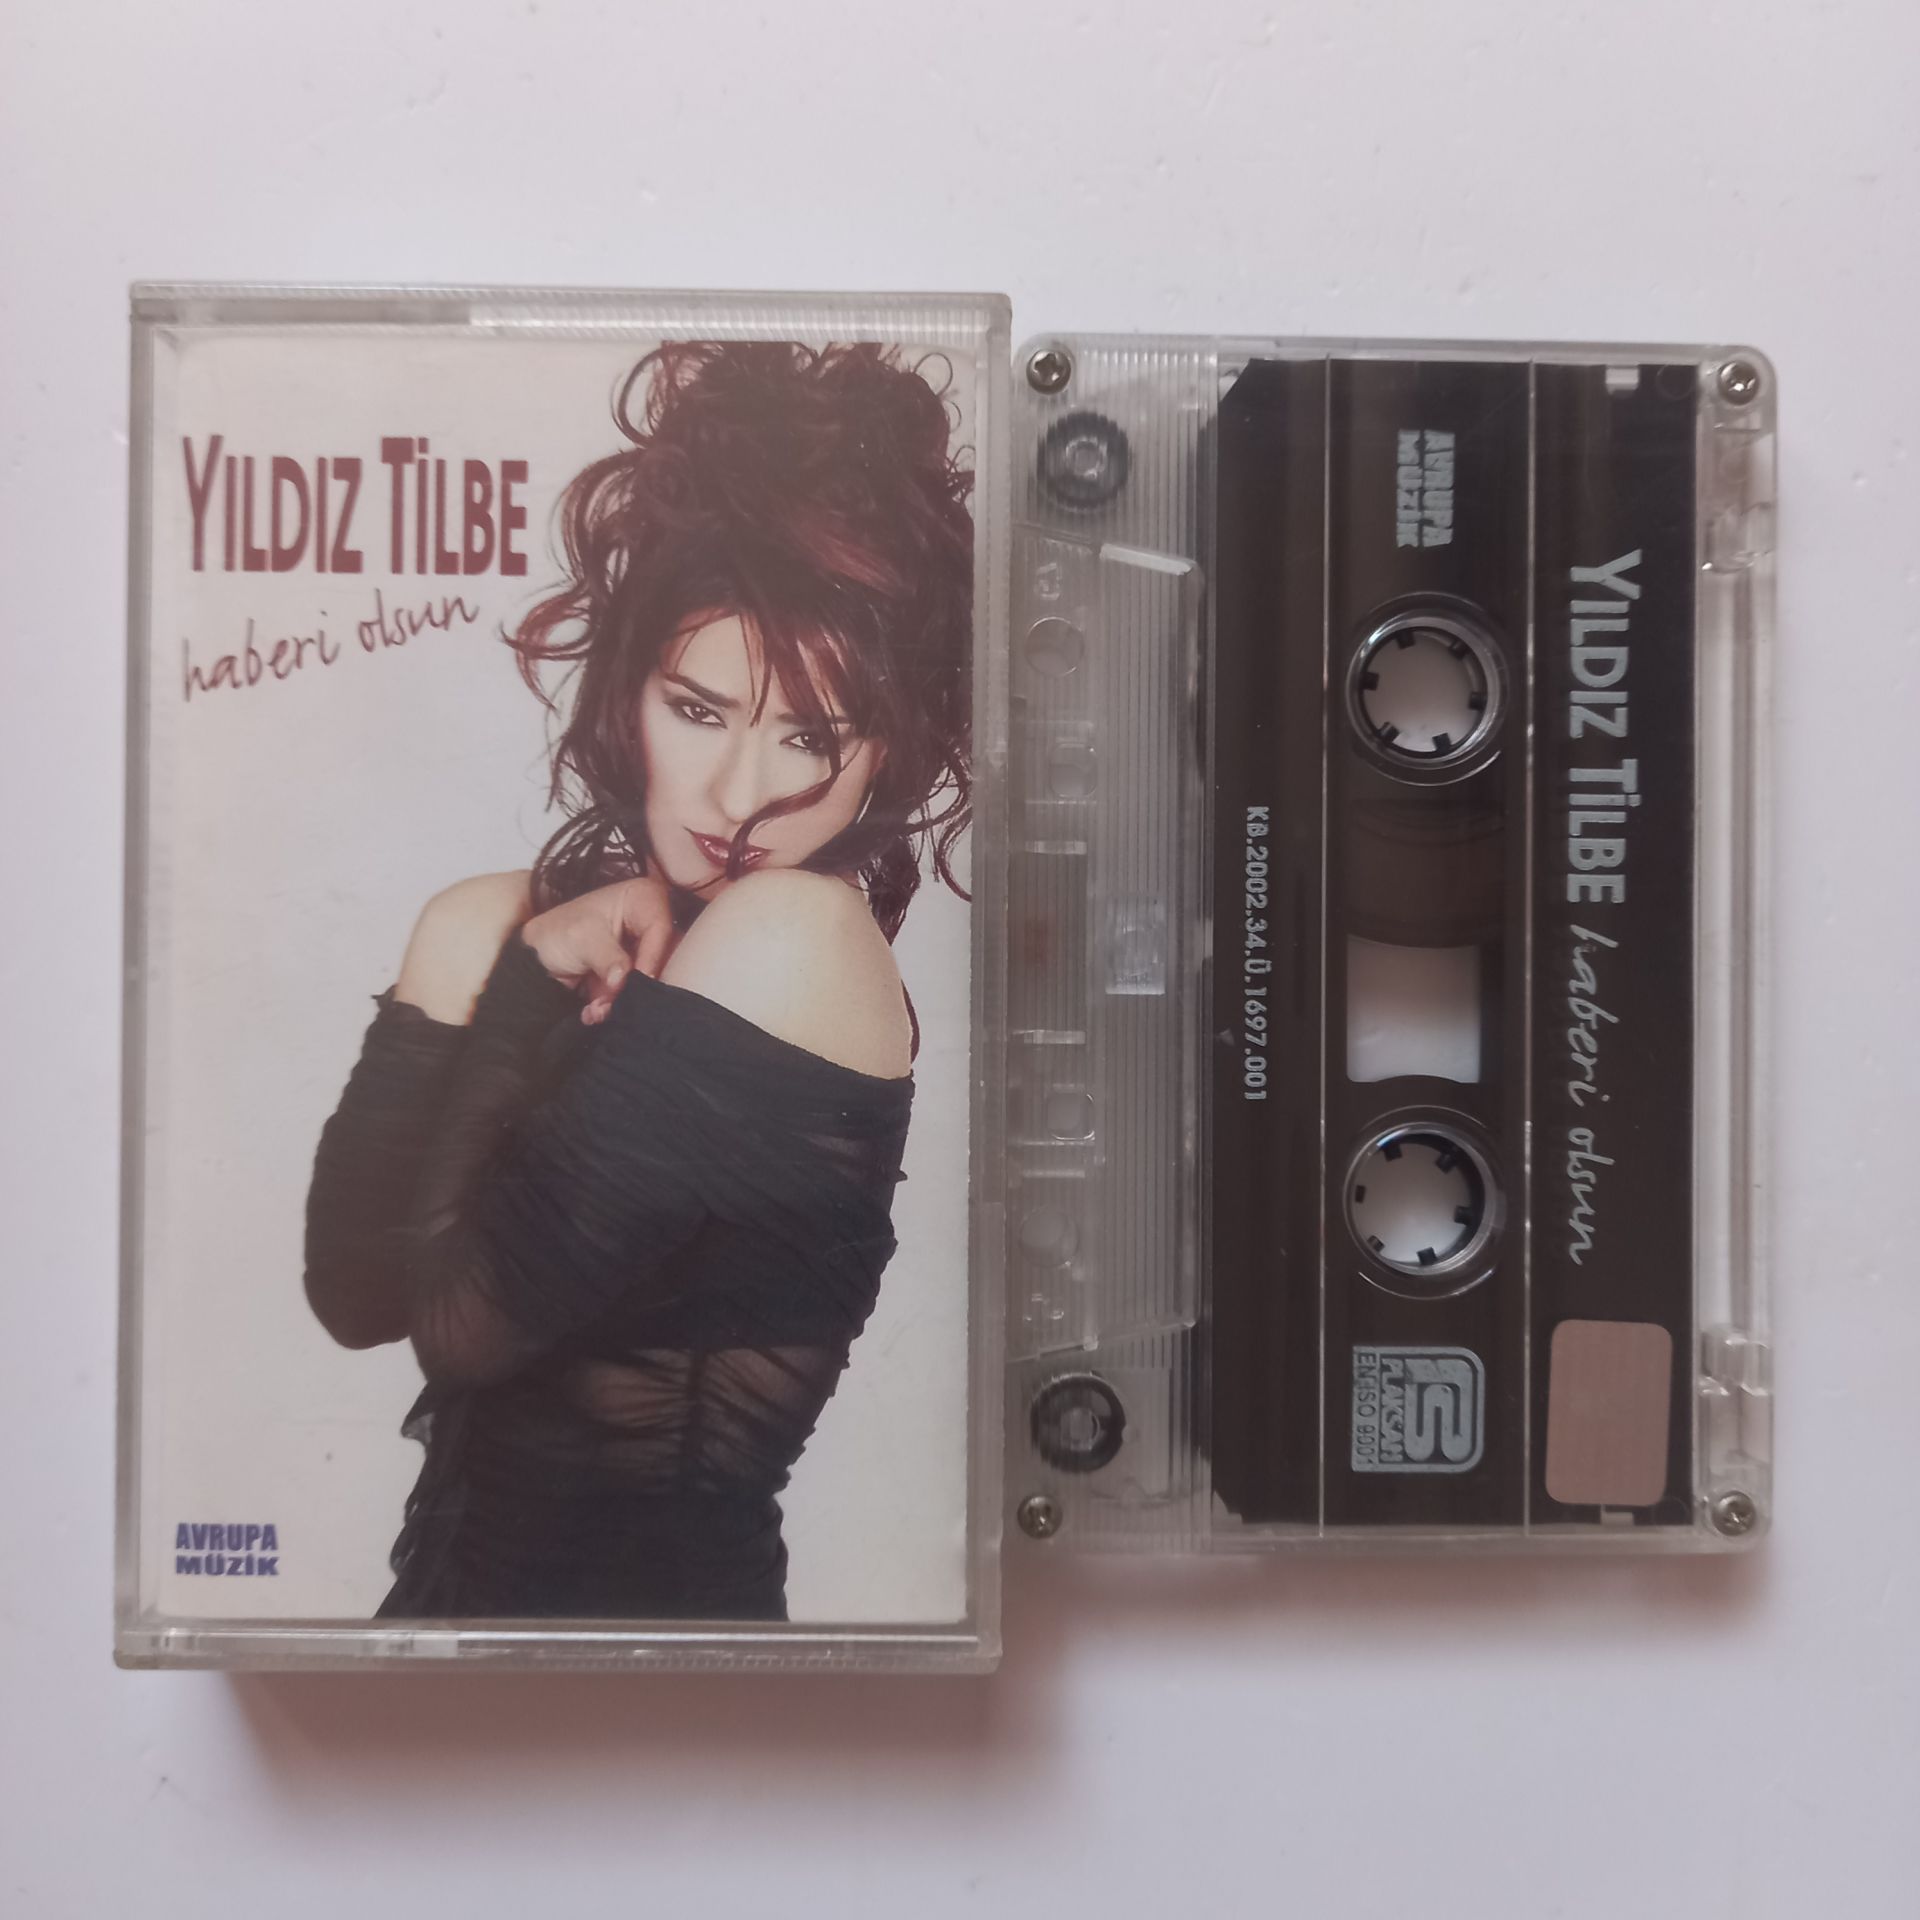 YILDIZ TİLBE
haberi olsun
AVRUPA
MÜZİK
AVRUPA
MÜZİK
YILDIZ TİLBE haberi olsun
KB.2002.34.Ü.1697.001
PLAKSAN
EN ISO 9001